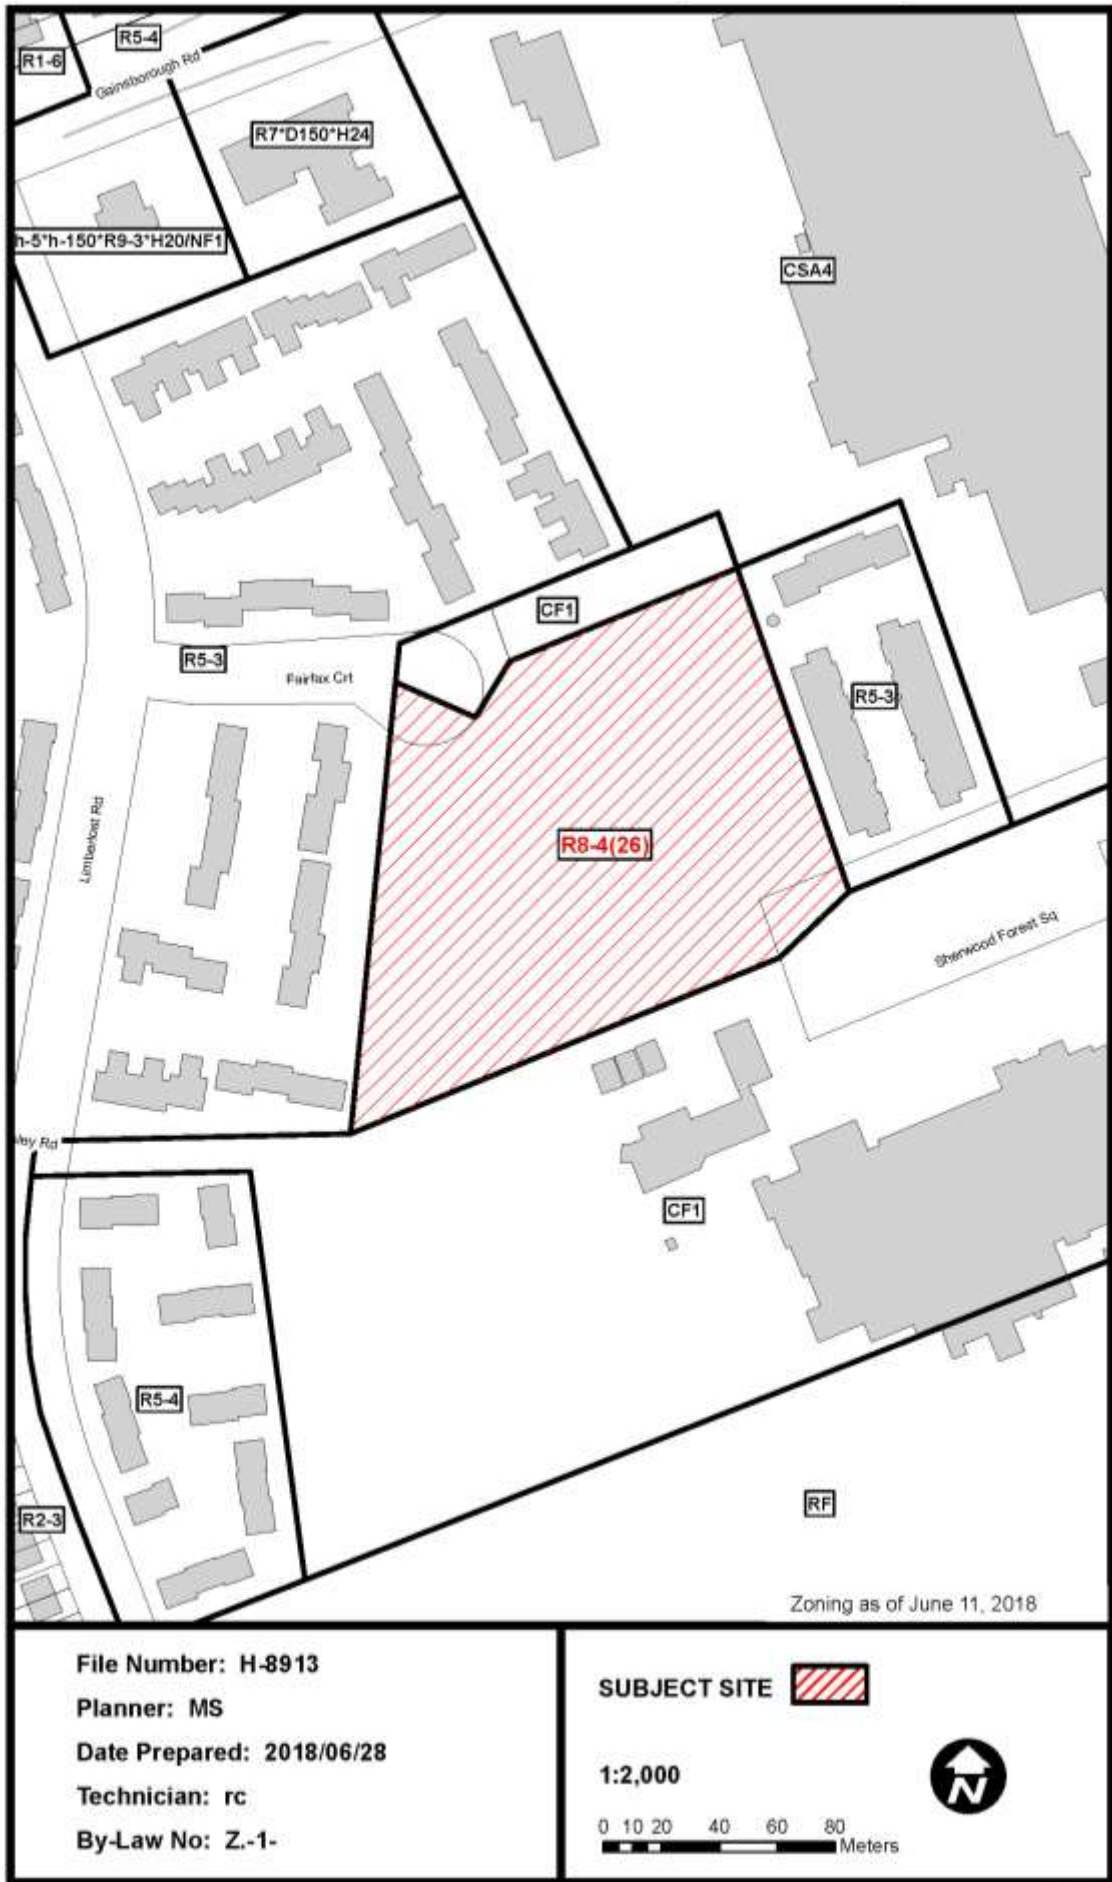 R5-4
R1-6
Gainsborough Rd
R7*D150*H24
h-5*h-150*R9-3*H20/NF1
CSA4
CF1
R5-3
Fairfax Crt
R5-3
Limberlost Rd
R8-4(26)
Sherwood Forest Sq
ley Rd
CF1
R5-4
RF
R2-3
Zoning as of June 11, 2018
File Number: H-8913
Planner: MS
Date Prepared: 2018/06/28
Technician: rc
By-Law No: Z.-1-
SUBJECT SITE
1:2,000
N
0 10 20 40 60 80
Meters